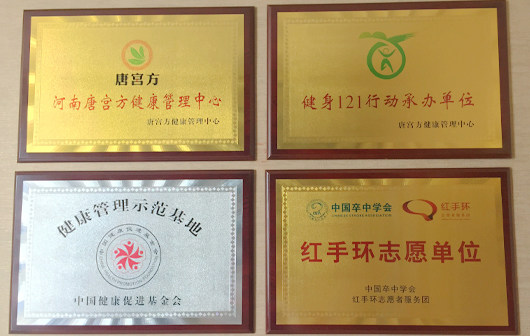 唐宫方
河南唐宫方健康管理中心
唐宫方健康管理中心
健身121行动承办单位
唐宫方健康管理中心
健康管理示范基地
中国健康促进基金会
中国卒中学会
红手环
红手环志愿单位
中国卒中学会
红手环志愿者服务团